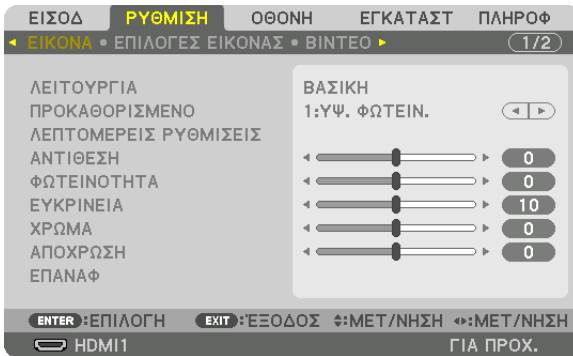 ΕΙΣΟΔ ΡΥΘΜΙΣΗ ΟΘΟΝΗ ΕΓΚΑΤΑΣΤ ΠΛΗΡΟΦ
ΕΙΚΟΝΑ • ΕΠΙΛΟΓΕΣ ΕΙΚΟΝΑΣ • ΒΙΝΤΕΟ 1/2
ΛΕΙΤΟΥΡΓΙΑ ΒΑΣΙΚΗ
ΠΡΟΚΑΘΟΡΙΣΜΕΝΟ 1:ΥΨ. ΦΩΤΕΙΝ.
ΛΕΠΤΟΜΕΡΕΙΣ ΡΥΘΜΙΣΕΙΣ
ΑΝΤΙΘΕΣΗ 0
ΦΩΤΕΙΝΟΤΗΤΑ 0
ΕΥΚΡΙΝΕΙΑ 10
ΧΡΩΜΑ 0
ΑΠΟΧΡΩΣΗ 0
ΕΠΑΝΑΦ
ENTER:ΕΠΙΛΟΓΗ EXIT:ΈΞΟΔΟΣ :ΜΕΤ/ΝΗΣΗ :ΜΕΤ/ΝΗΣΗ
HDMI1 ΓΙΑ ΠΡΟΧ.